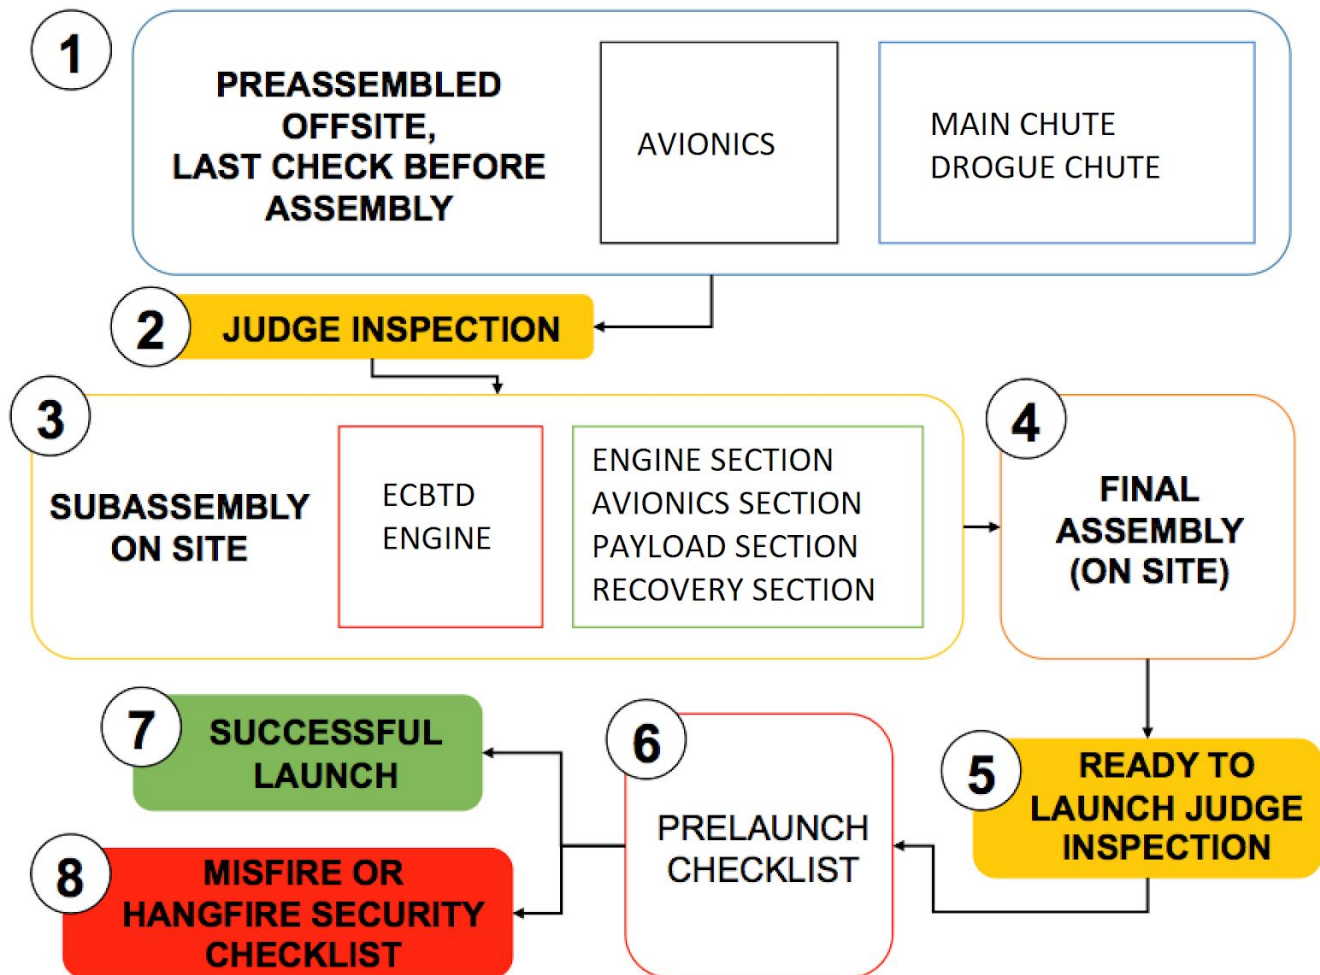 1
PREASSEMBLED
OFFSITE,
LAST CHECK BEFORE
ASSEMBLY
AVIONICS
MAIN CHUTE
DROGUE CHUTE
2
JUDGE INSPECTION
3
SUBASSEMBLY
ON SITE
ECBTD
ENGINE
ENGINE SECTION
AVIONICS SECTION
PAYLOAD SECTION
RECOVERY SECTION
4
FINAL
ASSEMBLY
(ON SITE)
5
READY TO
LAUNCH JUDGE
INSPECTION
6
PRELAUNCH
CHECKLIST
7
SUCCESSFUL
LAUNCH
8
MISFIRE OR
HANGFIRE SECURITY
CHECKLIST